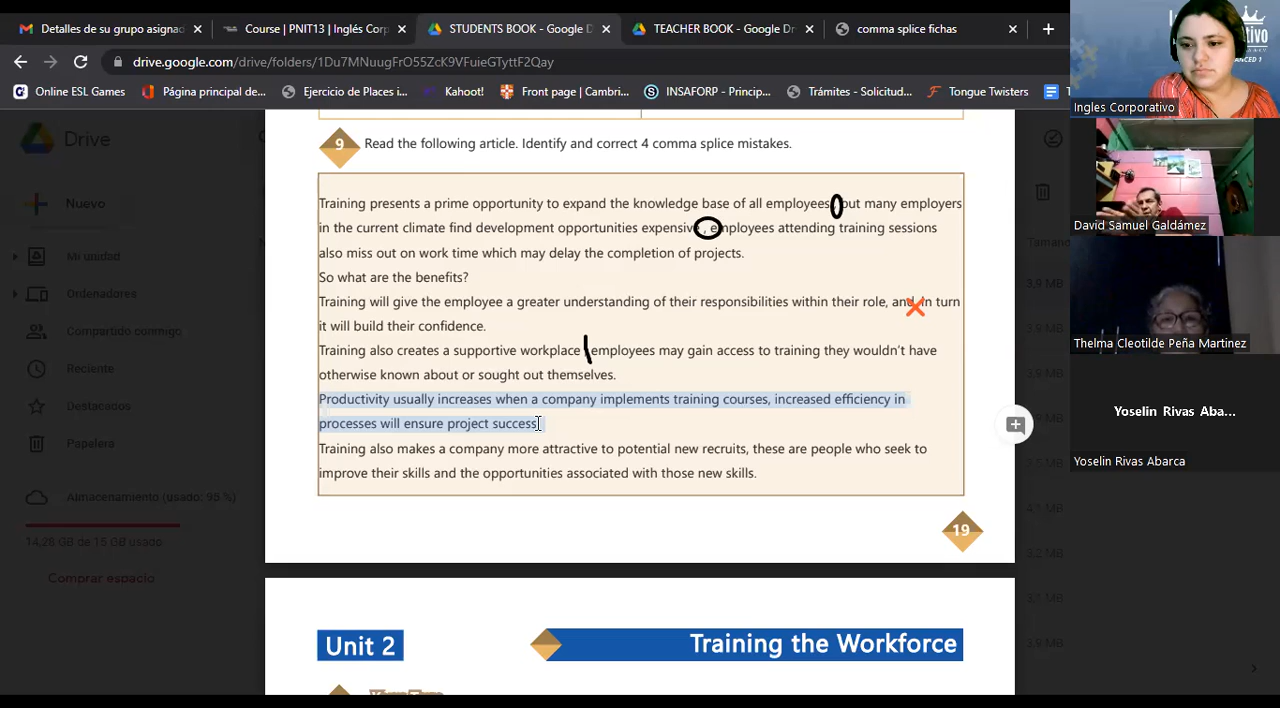 Detalles de su grupo asignad
Course | PNIT13 | Inglés Corp
STUDENTS BOOK - Google D
TEACHER BOOK - Google Dr
comma splice fichas
drive.google.com/drive/folders/1Du7MNuugFrO55ZcK9VFuieGTyttF2Qay
Online ESL Games
Página principal de...
Ejercicio de Places i...
Kahoot!
Front page | Cambri...
INSAFORP - Princip...
Trámites - Solicitud...
Tongue Twisters
Ingles Corporativo
David Samuel Galdámez
Thelma Cleotilde Peña Martinez
Yoselin Rivas Aba...
Yoselin Rivas Abarca
Drive
Nuevo
Mi unidad
Ordenadores
Compartido conmigo
Reciente
Destacados
Papelera
Almacenamiento (usado: 95 %)
14,28 GB de 15 GB usado
Comprar espacio
9 Read the following article. Identify and correct 4 comma splice mistakes.
Training presents a prime opportunity to expand the knowledge base of all employees, but many employers
in the current climate find development opportunities expensive , employees attending training sessions
also miss out on work time which may delay the completion of projects.
So what are the benefits?
Training will give the employee a greater understanding of their responsibilities within their role, and in turn
it will build their confidence.
Training also creates a supportive workplace employees may gain access to training they wouldn't have
otherwise known about or sought out themselves.
Productivity usually increases when a company implements training courses, increased efficiency in
processes will ensure project success
Training also makes a company more attractive to potential new recruits, these are people who seek to
improve their skills and the opportunities associated with those new skills.
19
Unit 2
Training the Workforce